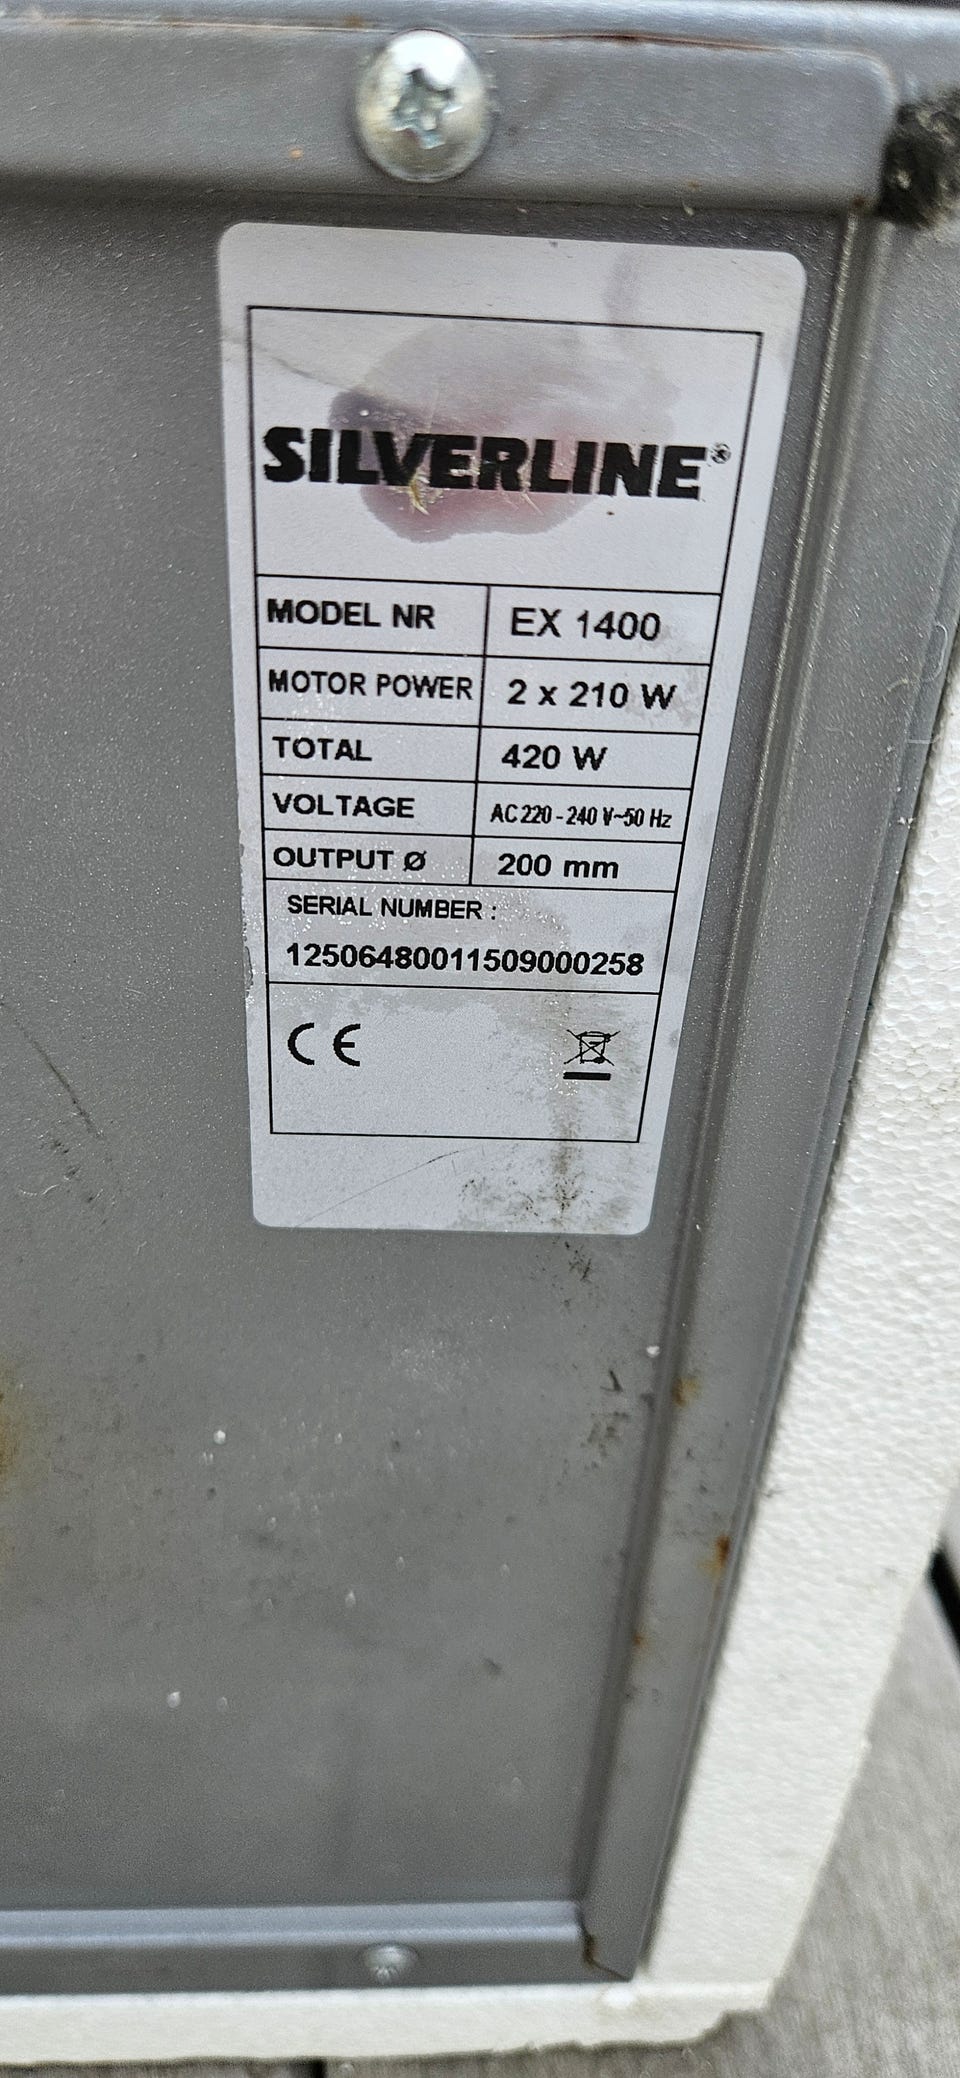 SILVERLINE®
MODEL NR EX 1400
MOTOR POWER 2 x 210 W
TOTAL 420 W
VOLTAGE AC 220 - 240 V~50 Hz
OUTPUT Ø 200 mm
SERIAL NUMBER :
12506480011509000258
CE